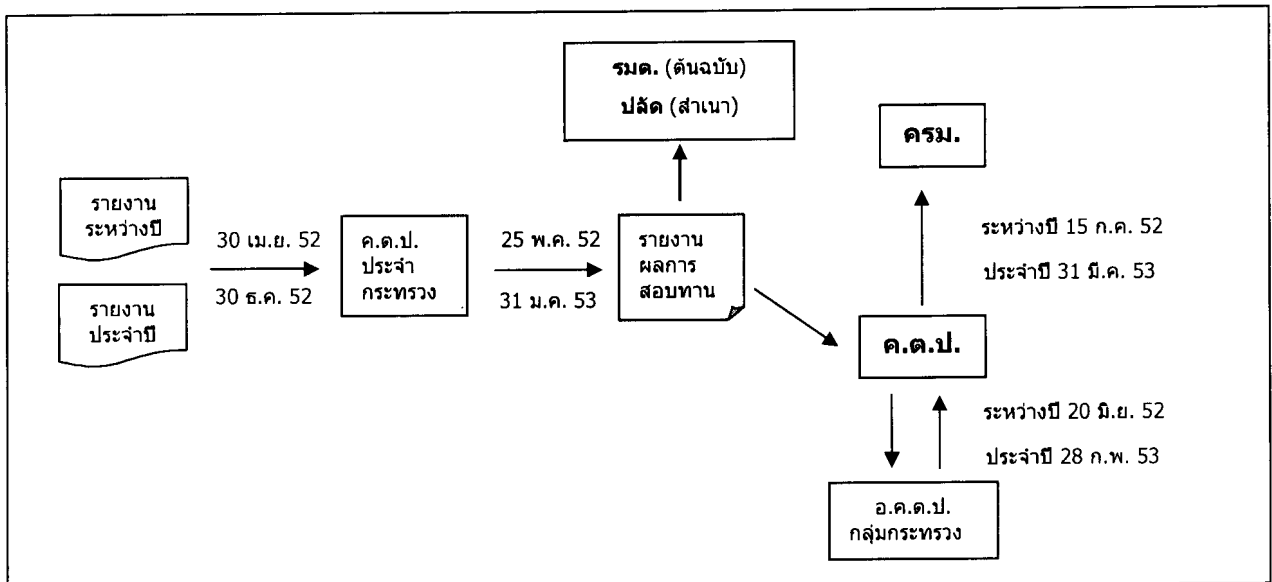 รมต. (ต้นฉบับ)
ปลัด (สำเนา)
ครม.
รายงาน
ระหว่างปี
30 เม.ย. 52
30 ธ.ค. 52
รายงาน
ประจำปี
ค.ต.ป.
ประจำ
กระทรวง
25 พ.ค. 52
31 ม.ค. 53
รายงาน
ผลการ
สอบทาน
ระหว่างปี 15 ก.ค. 52
ประจำปี 31 มี.ค. 53
ค.ต.ป.
ระหว่างปี 20 มิ.ย. 52
ประจำปี 28 ก.พ. 53
อ.ค.ต.ป.
กลุ่มกระทรวง